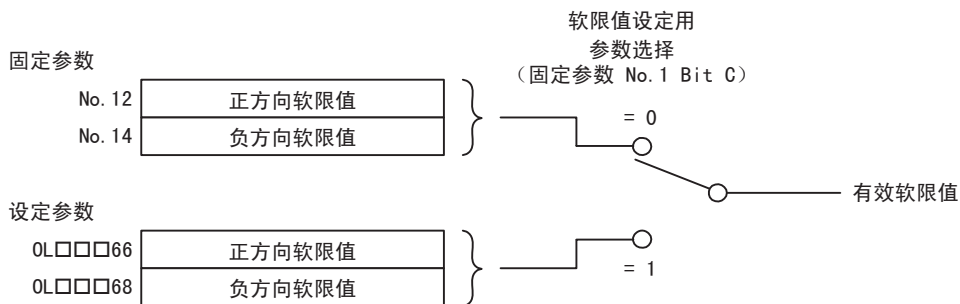 软限值设定用
参数选择
（固定参数 No.1 Bit C）
固定参数
No.12 正方向软限值
No.14 负方向软限值
= 0
有效软限值
设定参数
OL□□□66 正方向软限值
OL□□□68 负方向软限值
= 1